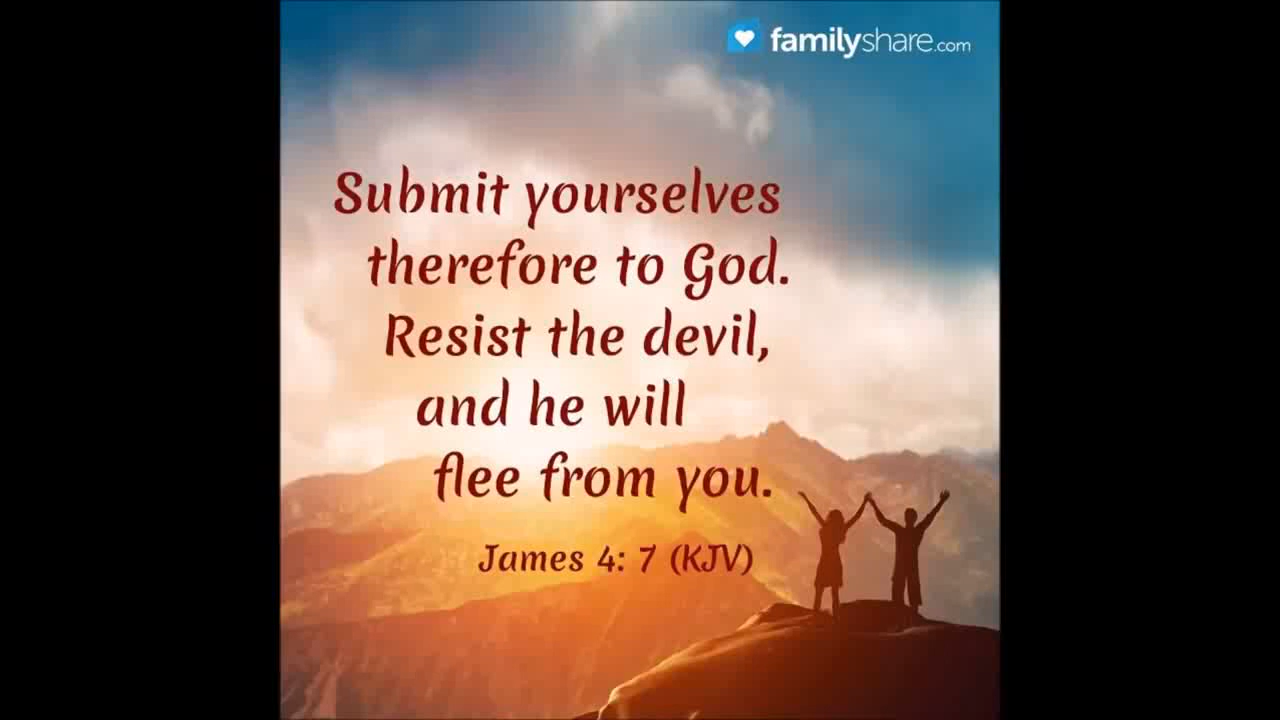 familyshare.com
Submit yourselves
therefore to God.
Resist the devil,
and he will
flee from you.
James 4: 7 (KJV)